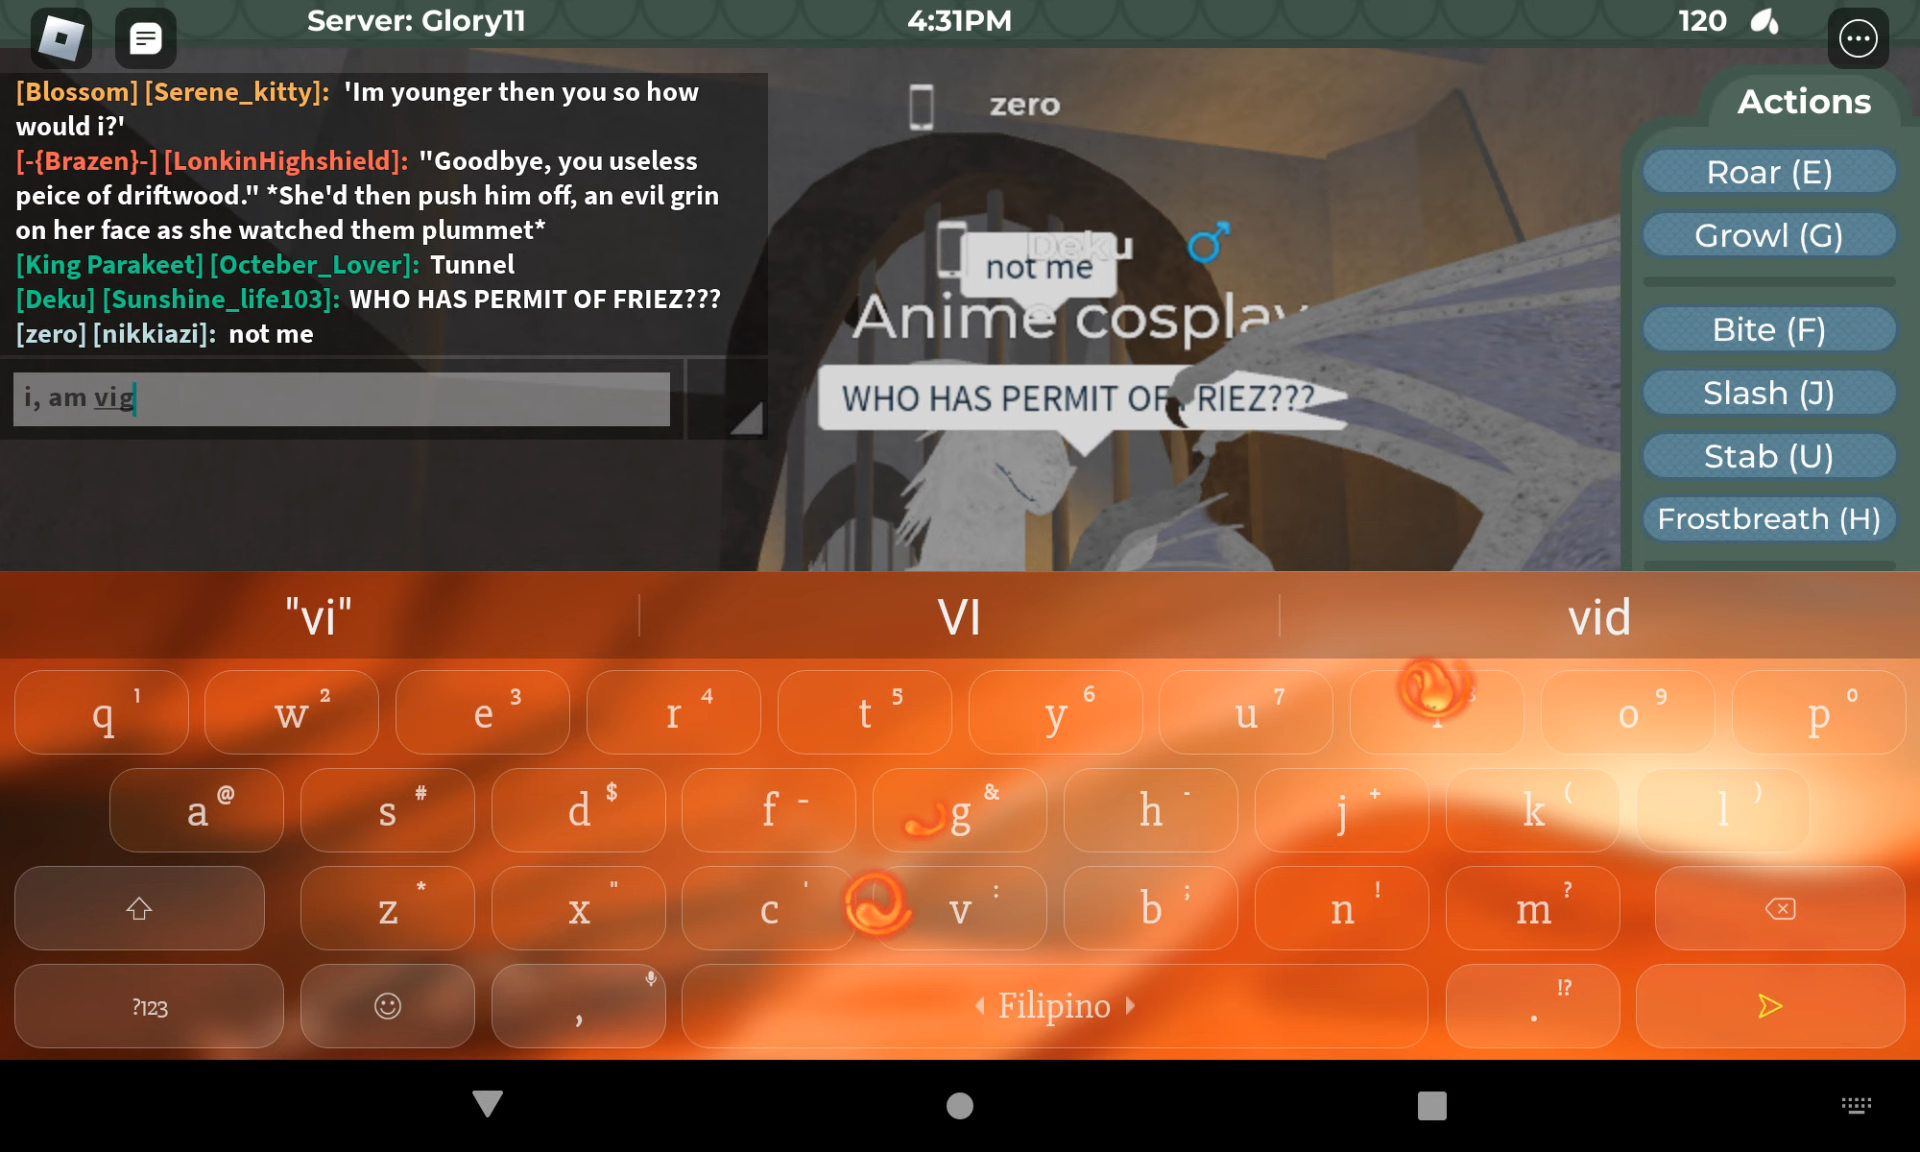 Server: Glory11
4:31PM
120
[Blossom] [Serene_kitty]: 'Im younger then you so how
would i?'
[-{Brazen}-] [LonkinHighshield]: "Goodbye, you useless
peice of driftwood." *She'd then push him off, an evil grin
on her face as she watched them plummet*
[King Parakeet] [Octeber_Lover]: Tunnel
[Deku] [Sunshine_life103]: WHO HAS PERMIT OF FRIEZ???
[zero] [nikkiazi]: not me
i, am vig
zero
Deku
not me
Anime cosplay
WHO HAS PERMIT OF FRIEZ???
Actions
Roar (E)
Growl (G)
Bite (F)
Slash (J)
Stab (U)
Frostbreath (H)
"vi" VI vid
q 1 w 2 e 3 r 4 t 5 y 6 u 7 i 8 o 9 p 0
a @ s # d $ f _ g & h - j + k ( l )
z * x " c ' v : b ; n ! m ?
?123 , Filipino . !?